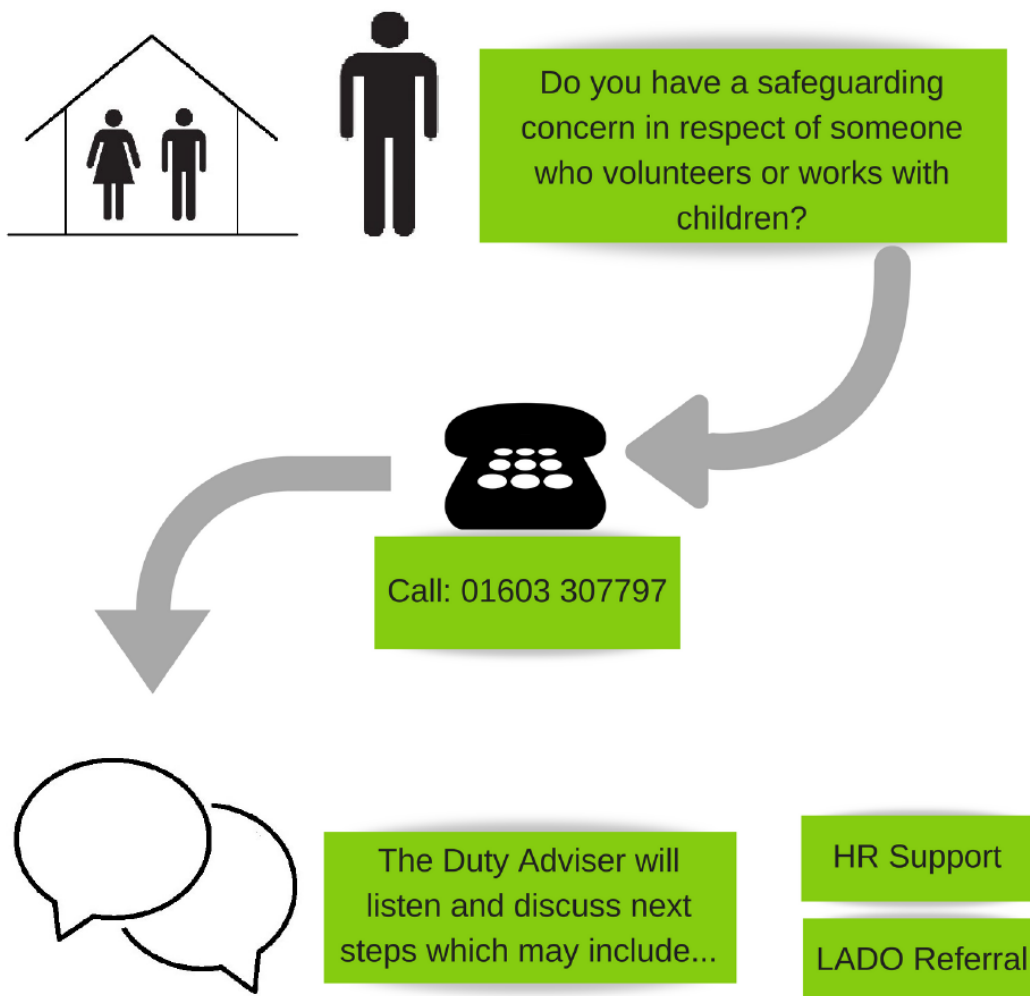 Do you have a safeguarding
concern in respect of someone
who volunteers or works with
children?
Call: 01603 307797
The Duty Adviser will
listen and discuss next
steps which may include...
HR Support
LADO Referral